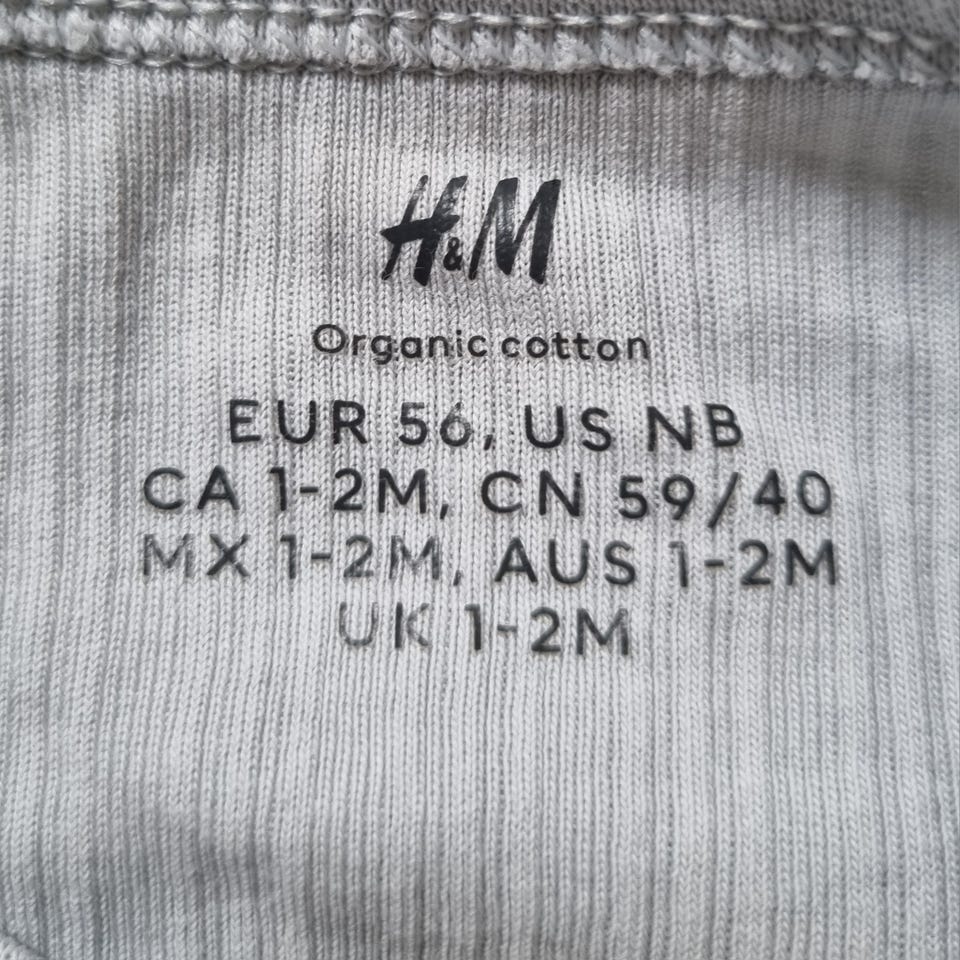 H&M
Organic cotton
EUR 56, US NB
CA 1-2M, CN 59/40
MX 1-2M, AUS 1-2M
UK 1-2M